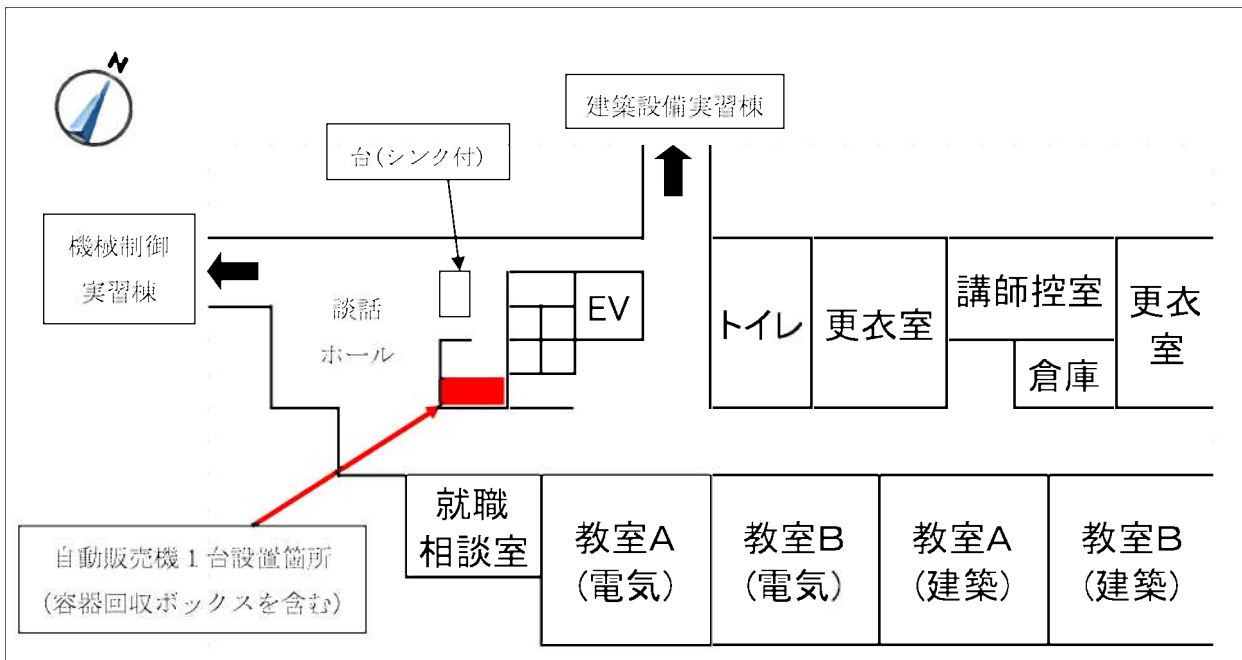 N
建築設備実習棟
台(シンク付)
機械制御
実習棟
談話
ホール
EV
トイレ
更衣室
講師控室
倉庫
更衣
室
就職
相談室
教室A
(電気)
教室B
(電気)
教室A
(建築)
教室B
(建築)
自動販売機１台設置箇所
(容器回収ボックスを含む)